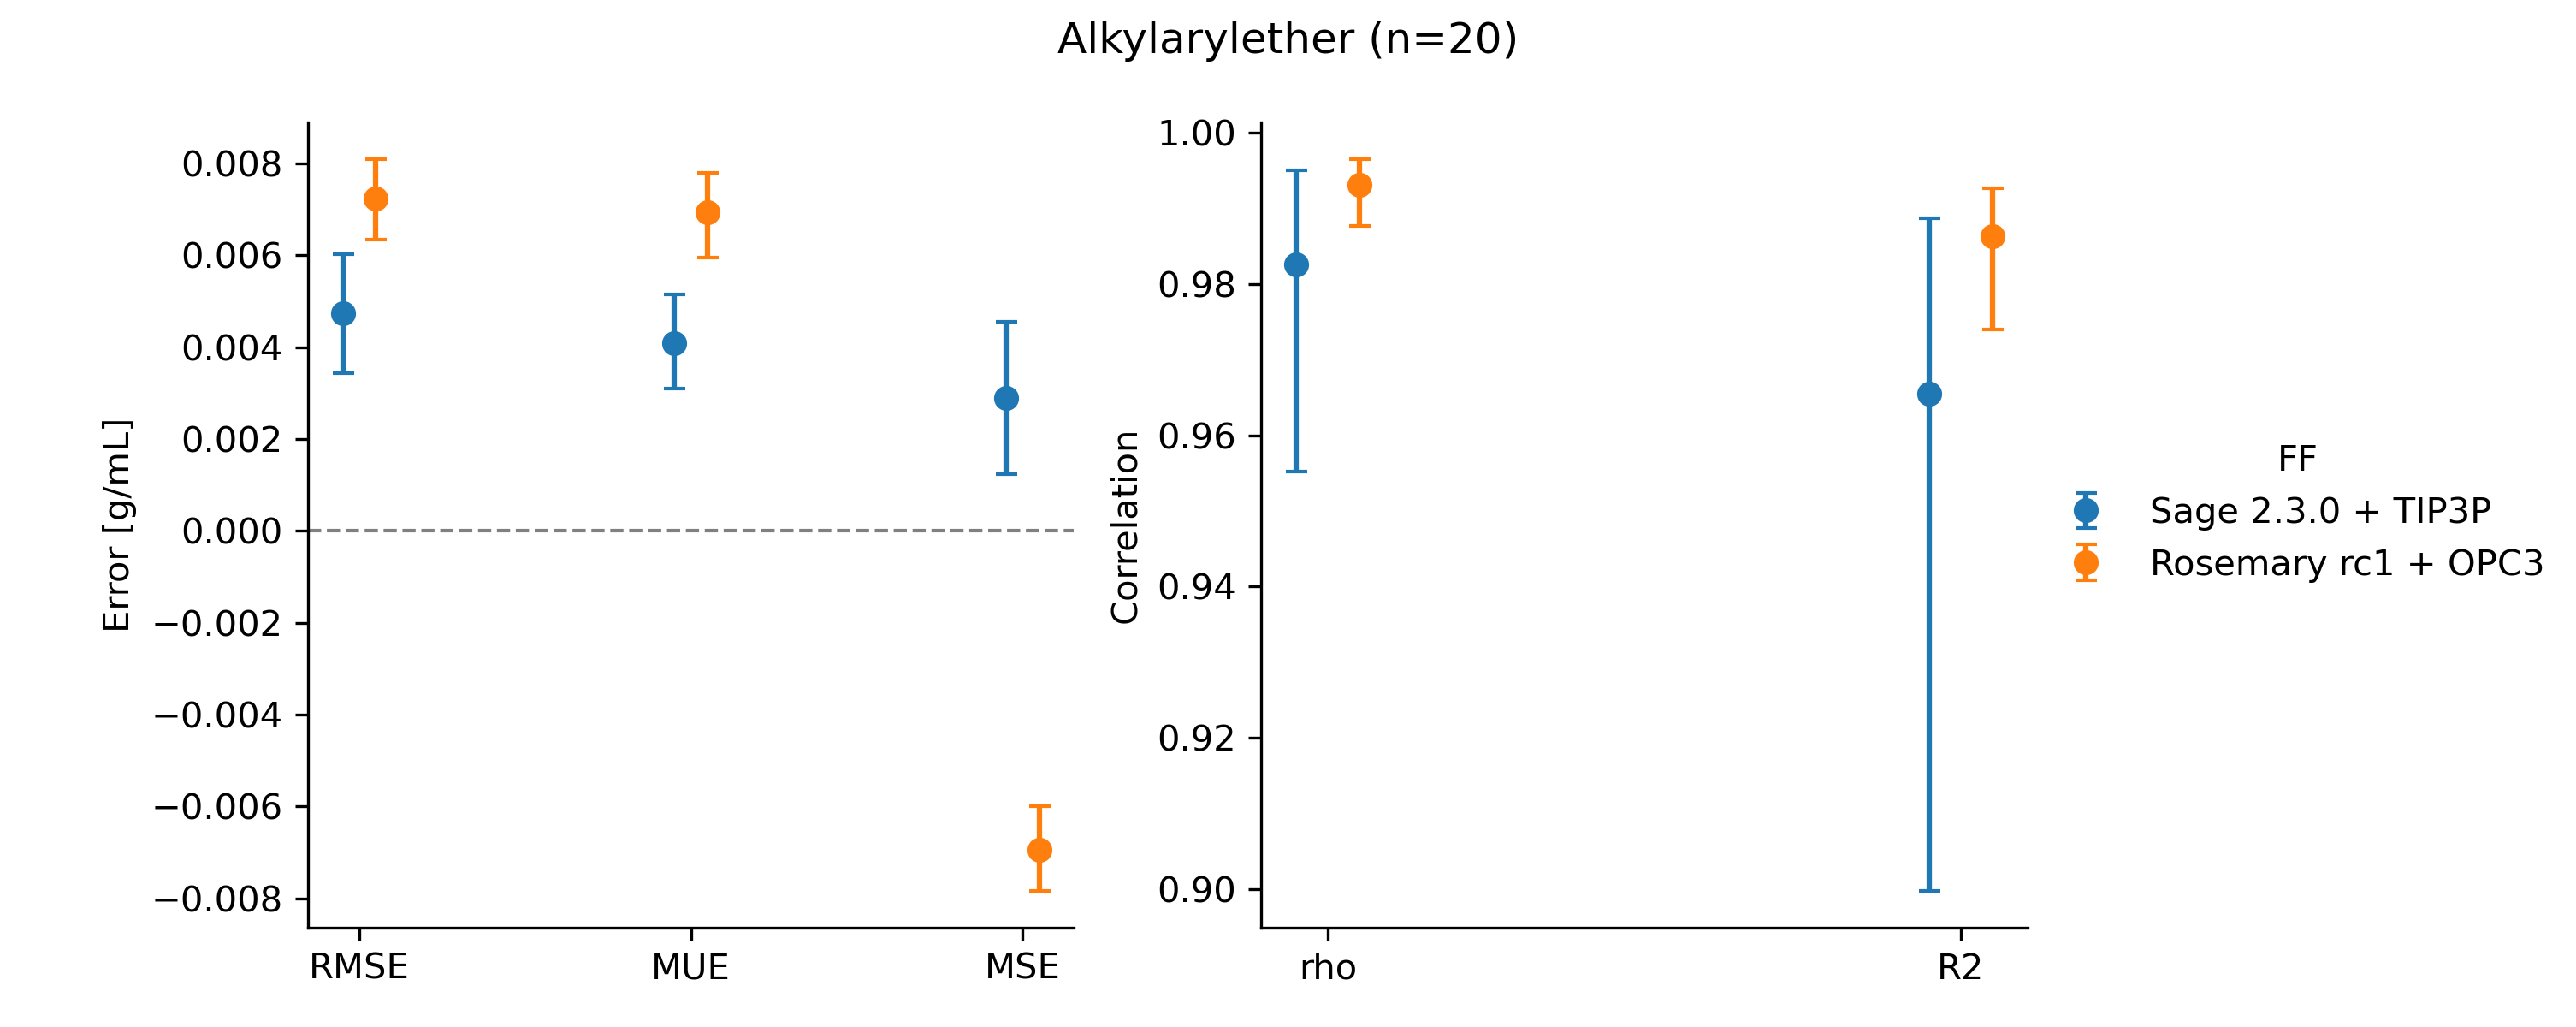 Alkylarylether (n=20)
Error [g/mL]
0.008
0.006
0.004
0.002
0.000
−0.002
−0.004
−0.006
−0.008
RMSE
MUE
MSE
Correlation
1.00
0.98
0.96
0.94
0.92
0.90
rho
R2
FF
Sage 2.3.0 + TIP3P
Rosemary rc1 + OPC3